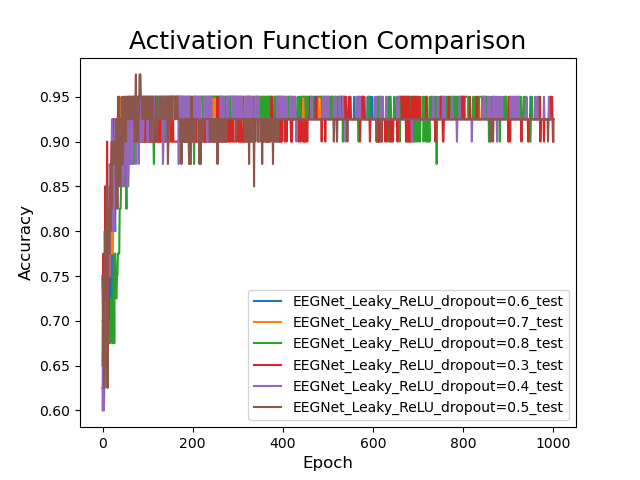 Activation Function Comparison
Accuracy
0.95
0.90
0.85
0.80
0.75
0.70
0.65
0.60
EEGNet_Leaky_ReLU_dropout=0.6_test
EEGNet_Leaky_ReLU_dropout=0.7_test
EEGNet_Leaky_ReLU_dropout=0.8_test
EEGNet_Leaky_ReLU_dropout=0.3_test
EEGNet_Leaky_ReLU_dropout=0.4_test
EEGNet_Leaky_ReLU_dropout=0.5_test
0 200 400 600 800 1000
Epoch